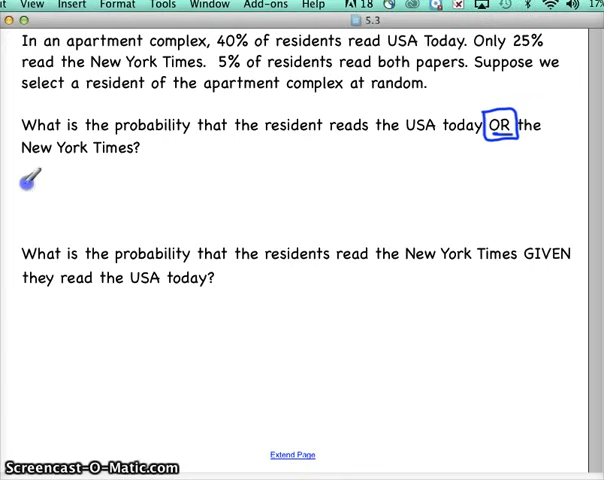 View Insert Format Tools Window Add-ons Help 18 17%
5.3
In an apartment complex, 40% of residents read USA Today. Only 25%
read the New York Times. 5% of residents read both papers. Suppose we
select a resident of the apartment complex at random.
What is the probability that the resident reads the USA today OR the
New York Times?
What is the probability that the residents read the New York Times GIVEN
they read the USA today?
Extend Page
Screencast-O-Matic.com